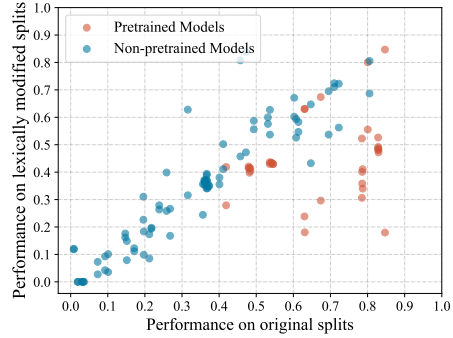 Performance on lexically modified splits
1.0
0.9
0.8
0.7
0.6
0.5
0.4
0.3
0.2
0.1
0.0
Pretrained Models
Non-pretrained Models
0.0 0.1 0.2 0.3 0.4 0.5 0.6 0.7 0.8 0.9 1.0
Performance on original splits